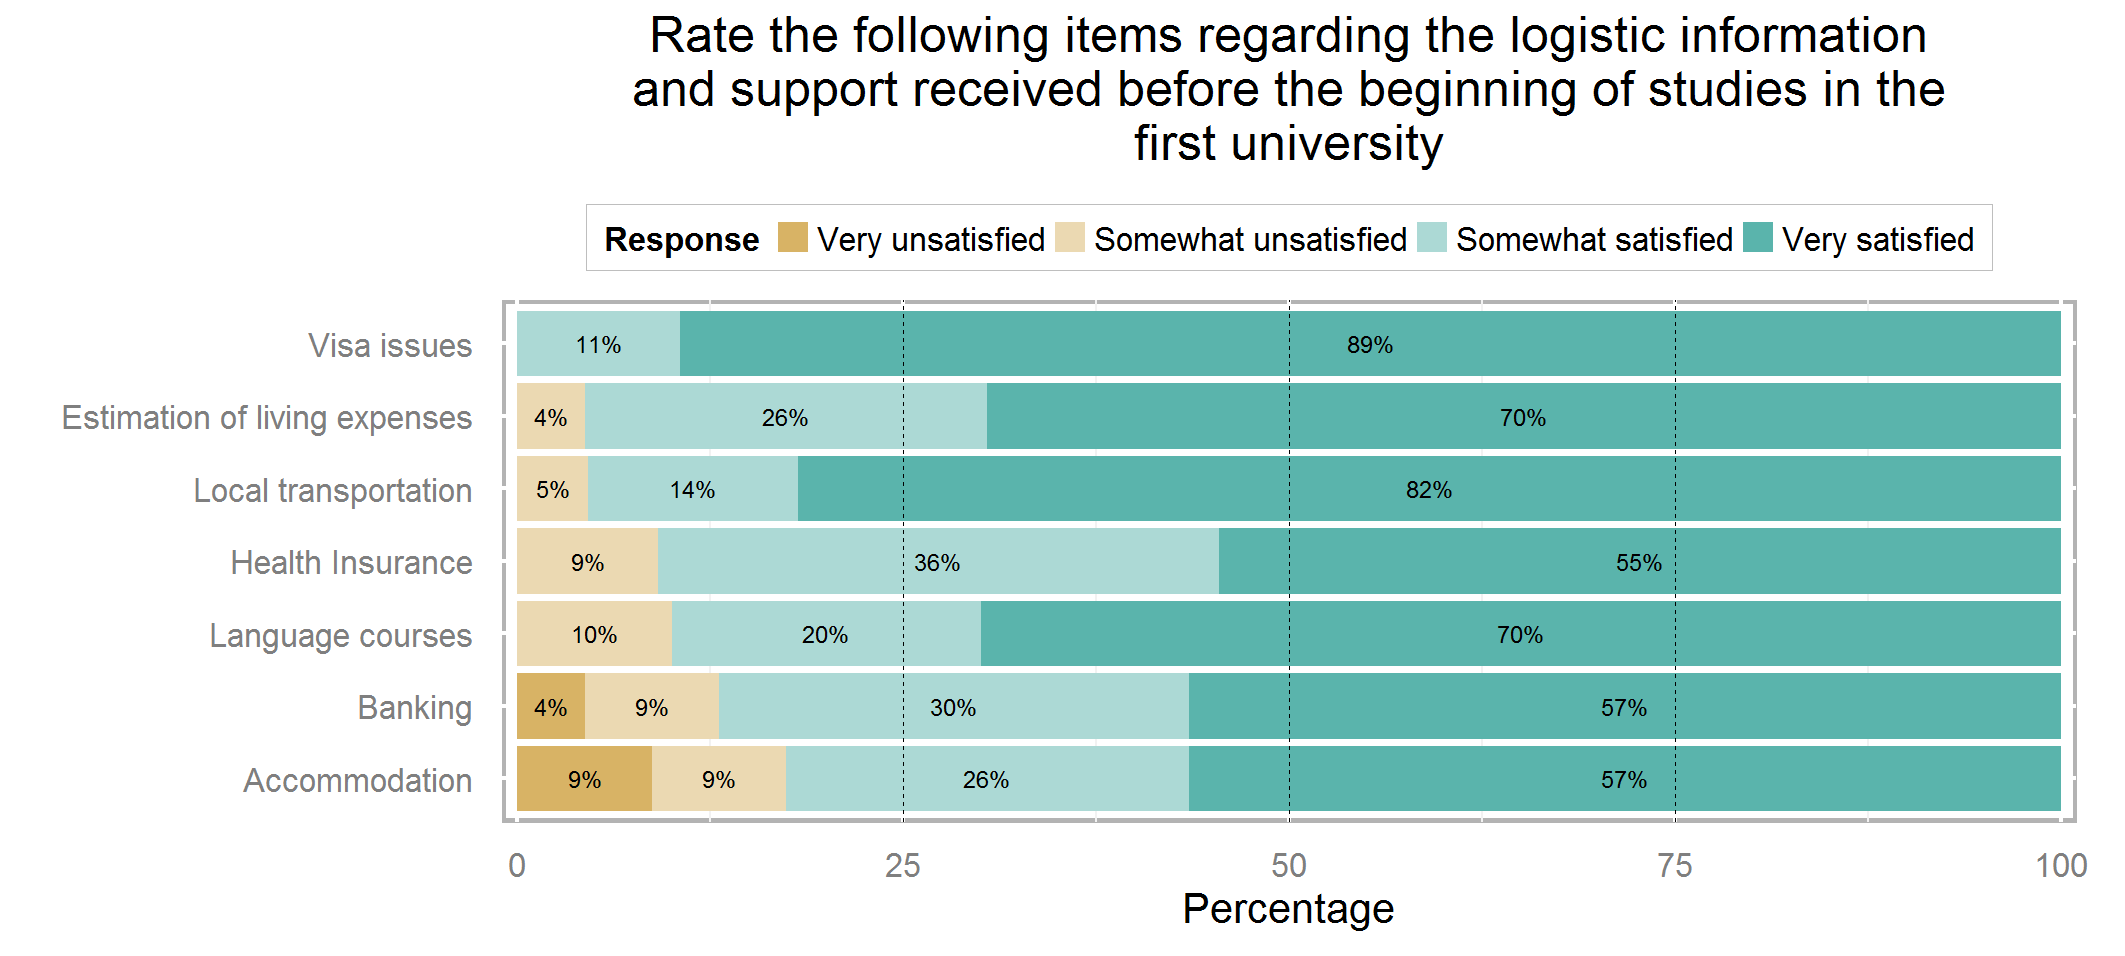 Rate the following items regarding the logistic information
and support received before the beginning of studies in the
first university
Response Very unsatisfied Somewhat unsatisfied Somewhat satisfied Very satisfied
Visa issues 11% 89%
Estimation of living expenses 4% 26% 70%
Local transportation 5% 14% 82%
Health Insurance 9% 36% 55%
Language courses 10% 20% 70%
Banking 4% 9% 30% 57%
Accommodation 9% 9% 26% 57%
0 25 50 75 100
Percentage